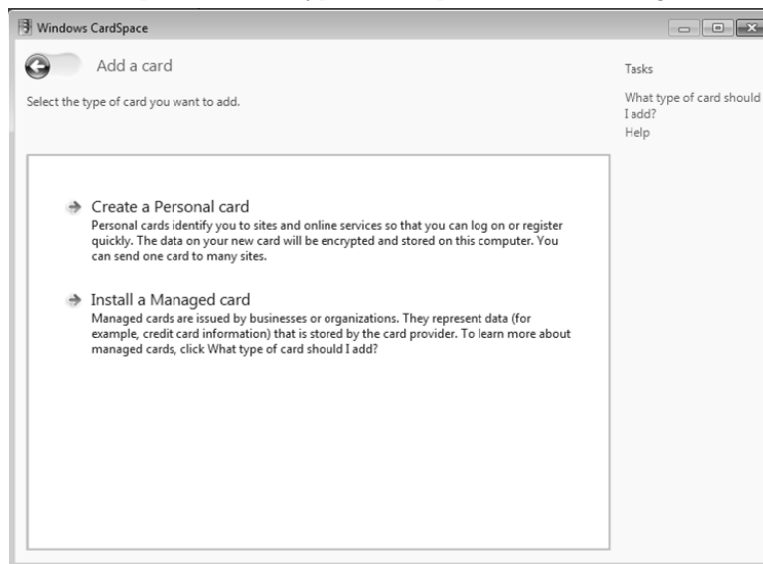 Windows CardSpace
Add a card
Select the type of card you want to add.
Create a Personal card
Personal cards identify you to sites and online services so that you can log on or register
quickly. The data on your new card will be encrypted and stored on this computer. You
can send one card to many sites.
Install a Managed card
Managed cards are issued by businesses or organizations. They represent data (for
example, credit card information) that is stored by the card provider. To learn more about
managed cards, click What type of card should I add?
Tasks
What type of card should
I add?
Help